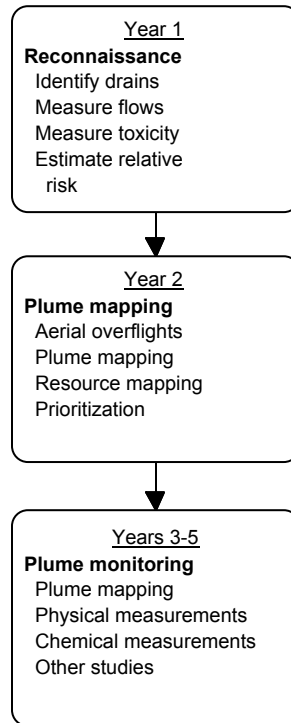 Year 1
Reconnaissance
Identify drains
Measure flows
Measure toxicity
Estimate relative
risk
Year 2
Plume mapping
Aerial overflights
Plume mapping
Resource mapping
Prioritization
Years 3-5
Plume monitoring
Plume mapping
Physical measurements
Chemical measurements
Other studies